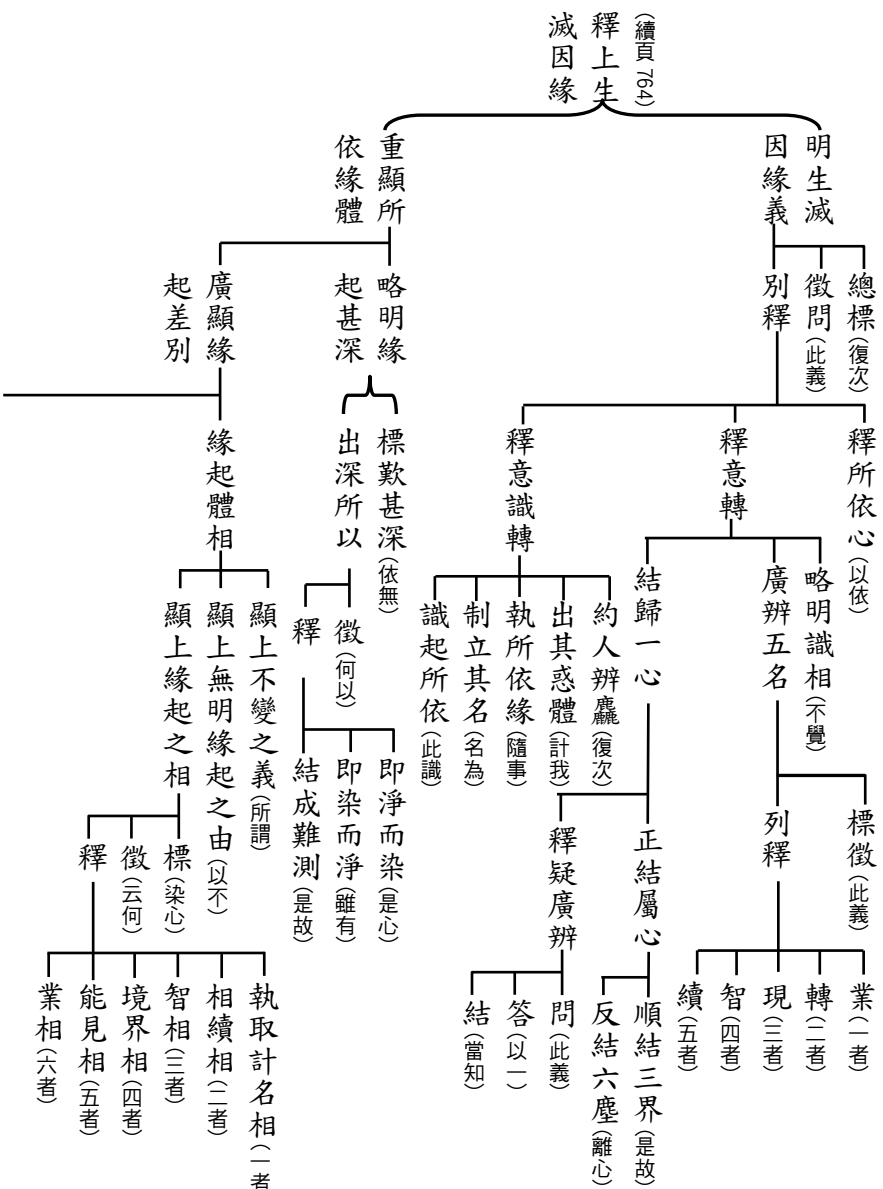 (續頁 764)
釋上生
滅因緣
明生滅
因緣義
總標(復次)
徵問(此義)
別釋
釋所依心(以依)
釋意轉
略明識相(不覺)
廣辨五名
標徵(此義)
列釋
業(一者)
轉(二者)
現(三者)
智(四者)
續(五者)
結歸一心
正結屬心
順結三界(是故)
反結六塵(離心)
釋疑廣辨
問(此義)
答(以一)
結(當知)
釋意識轉
約人辨麤(復次)
出其惑體(計我)
執所依緣(隨事)
制立其名(名為)
識起所依(此識)
重顯所
依緣體
略明緣
起甚深
標歎甚深(依無)
出深所以
徵(何以)
釋
即淨而染(是心)
即染而淨(雖有)
結成難測(是故)
廣顯緣
起差別
緣起體相
顯上不變之義(所謂)
顯上無明緣起之由(以不)
顯上緣起之相
標(染心)
徵(云何)
釋
執取計名相(一者
相續相(二者)
智相(三者)
境界相(四者)
能見相(五者)
業相(六者)